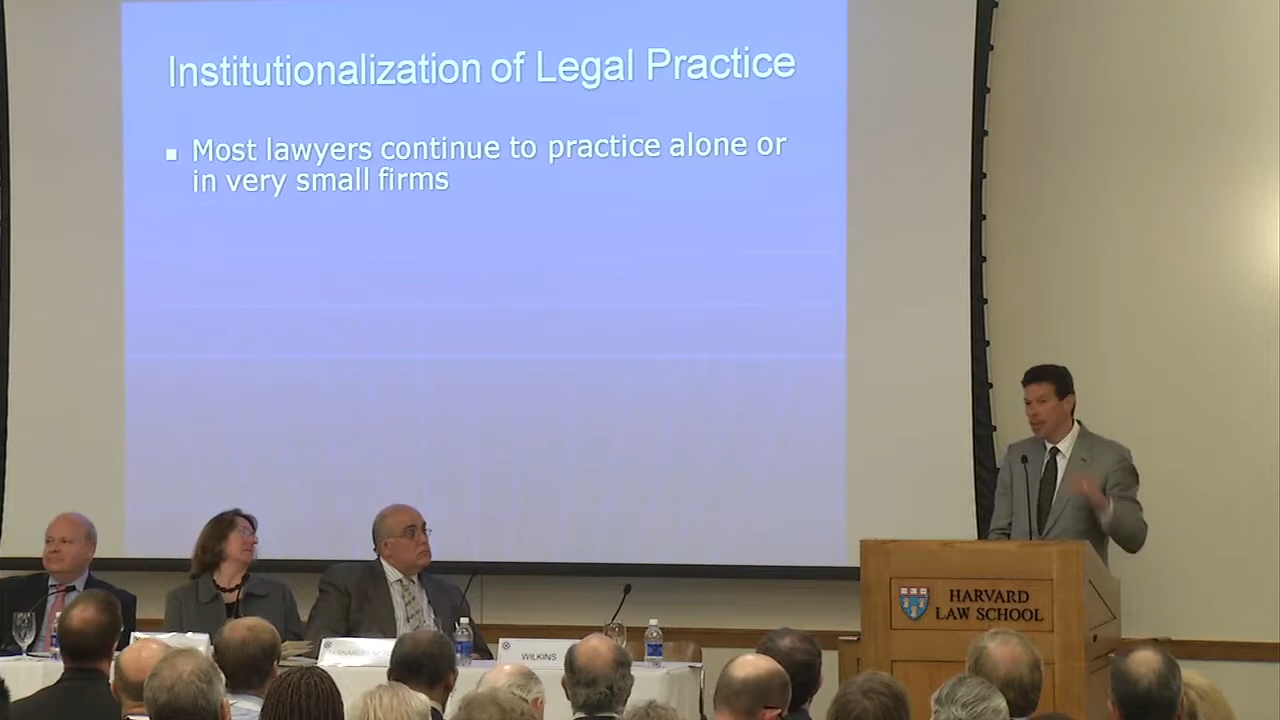 Institutionalization of Legal Practice
Most lawyers continue to practice alone or
in very small firms
WILKINS
HARVARD
LAW SCHOOL